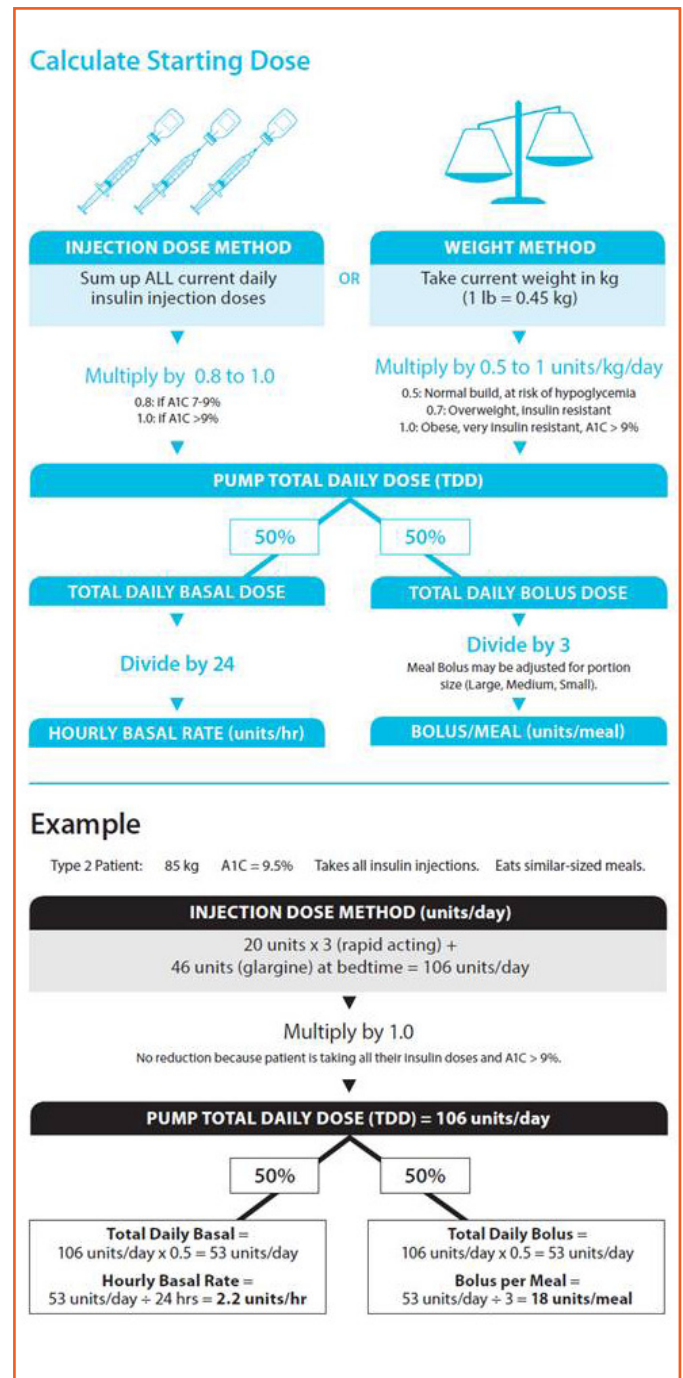 Calculate Starting Dose
INJECTION DOSE METHOD
Sum up ALL current daily
insulin injection doses
OR
WEIGHT METHOD
Take current weight in kg
(1 lb = 0.45 kg)
Multiply by 0.8 to 1.0
0.8: If A1C 7-9%
1.0: If A1C >9%
Multiply by 0.5 to 1 units/kg/day
0.5: Normal build, at risk of hypoglycemia
0.7: Overweight, Insulin resistant
1.0: Obese, very Insulin resistant, A1C > 9%
PUMP TOTAL DAILY DOSE (TDD)
50%
50%
TOTAL DAILY BASAL DOSE
Divide by 24
HOURLY BASAL RATE (units/hr)
TOTAL DAILY BOLUS DOSE
Divide by 3
Meal Bolus may be adjusted for portion
size (Large, Medium, Small).
BOLUS/MEAL (units/meal)
Example
Type 2 Patient: 85 kg A1C = 9.5% Takes all insulin injections. Eats similar-sized meals.
INJECTION DOSE METHOD (units/day)
20 units x 3 (rapid acting) +
46 units (glargine) at bedtime = 106 units/day
Multiply by 1.0
No reduction because patient is taking all their insulin doses and A1C > 9%.
PUMP TOTAL DAILY DOSE (TDD) = 106 units/day
50%
50%
Total Daily Basal =
106 units/day x 0.5 = 53 units/day
Hourly Basal Rate =
53 units/day ÷ 24 hrs = 2.2 units/hr
Total Daily Bolus =
106 units/day x 0.5 = 53 units/day
Bolus per Meal =
53 units/day ÷ 3 = 18 units/meal